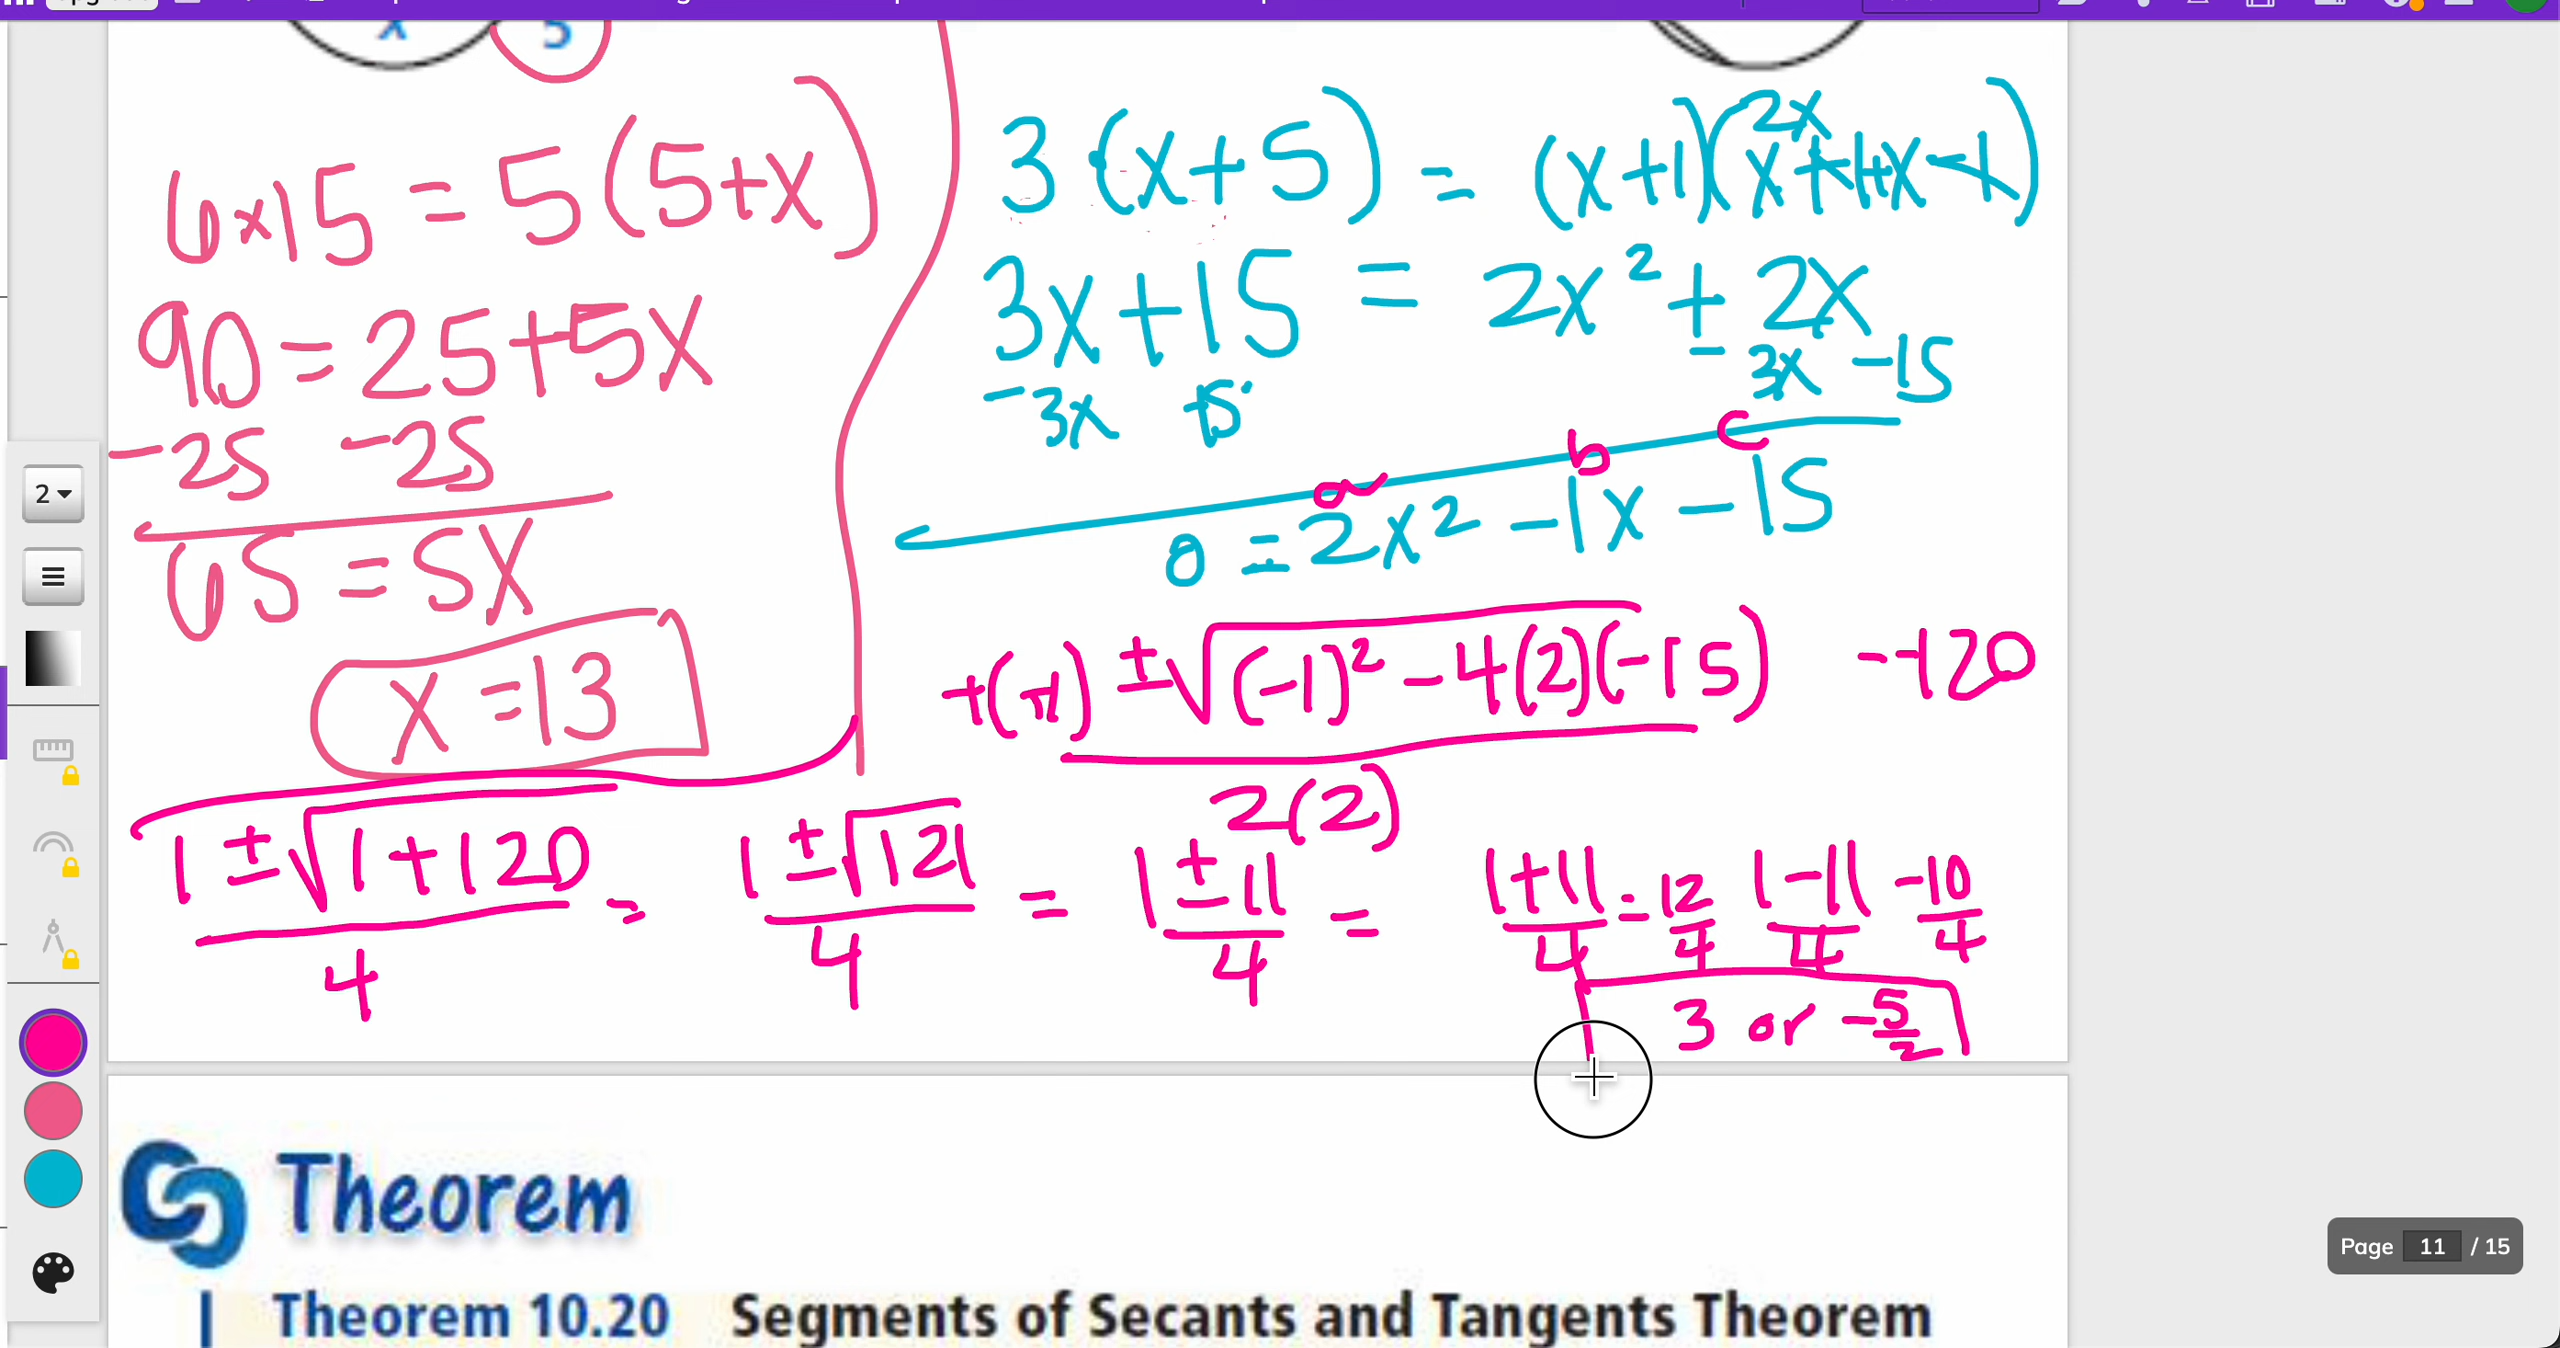 x 5
6x15 = 5(5+x)
90 = 25+5x
-25 -25
65 = 5x
x = 13
3(x+5) = (x+1)(x+1+x-1)
2x
3x+15 = 2x² + 2x
-3x -15 - 3x -15
a b c
0 = 2x² -1x -15
± √(-1)² - 4(2)(-15) -120
2(2)
1 ± √1+120 = 1 ± √121 = 1 ± 11 = 1+11 = 12 1-11 -10
4 4 4 4 4 4 4
3 or -5/2
2
Theorem
Theorem 10.20 Segments of Secants and Tangents Theorem
Page 11 / 15